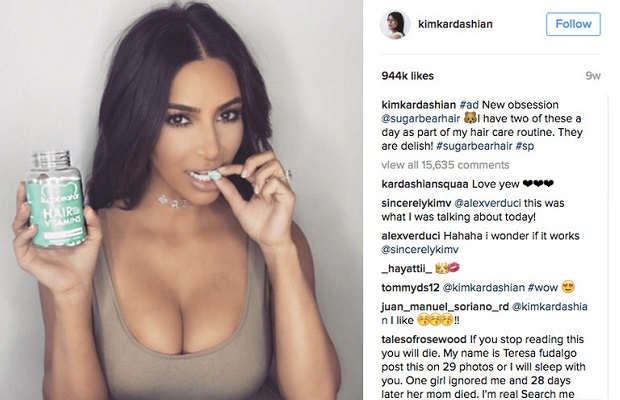 kimkardashian
Follow
944k likes
9w
kimkardashian #ad New obsession
@sugarbearhair 🐻I have two of these a
day as part of my hair care routine. They
are delish! #sugarbearhair #sp
view all 15,635 comments
kardashiansquaa Love yew ❤❤❤
sincerelykimv @alexverduci this was
what I was talking about today!
alexverduci Hahaha i wonder if it works
@sincerelykimv
_hayattii_ 👑💋
tommyds12 @kimkardashian #wow 😍
juan_manuel_soriano_rd @kimkardashia
n I like 😚😚😚!!
talesofrosewood If you stop reading this
you will die. My name is Teresa fudalgo
post this on 29 photos or I will sleep with
you. One girl ignored me and 28 days
later her mom died. I'm real Search me
HAIR
VITAMINS